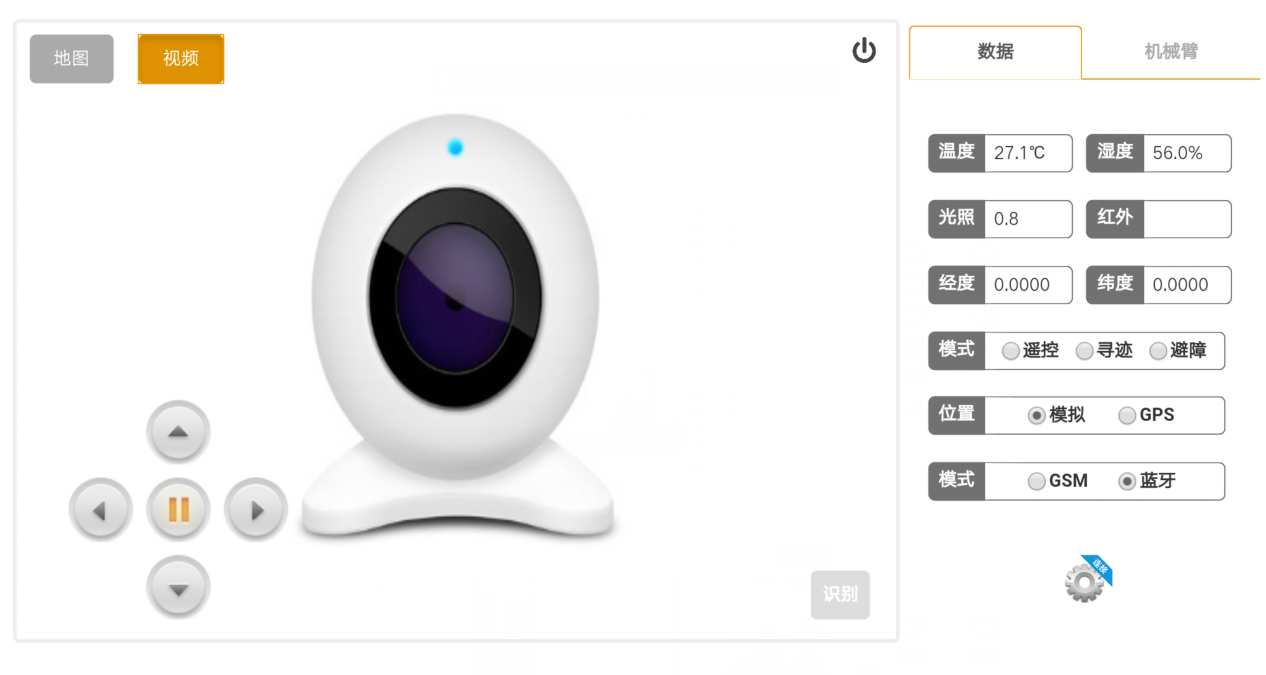 地图 视频
数据 机械臂
温度 27.1℃ 湿度 56.0%
光照 0.8 红外
经度 0.0000 纬度 0.0000
模式 遥控 寻迹 避障
位置 模拟 GPS
模式 GSM 蓝牙
连接
识别